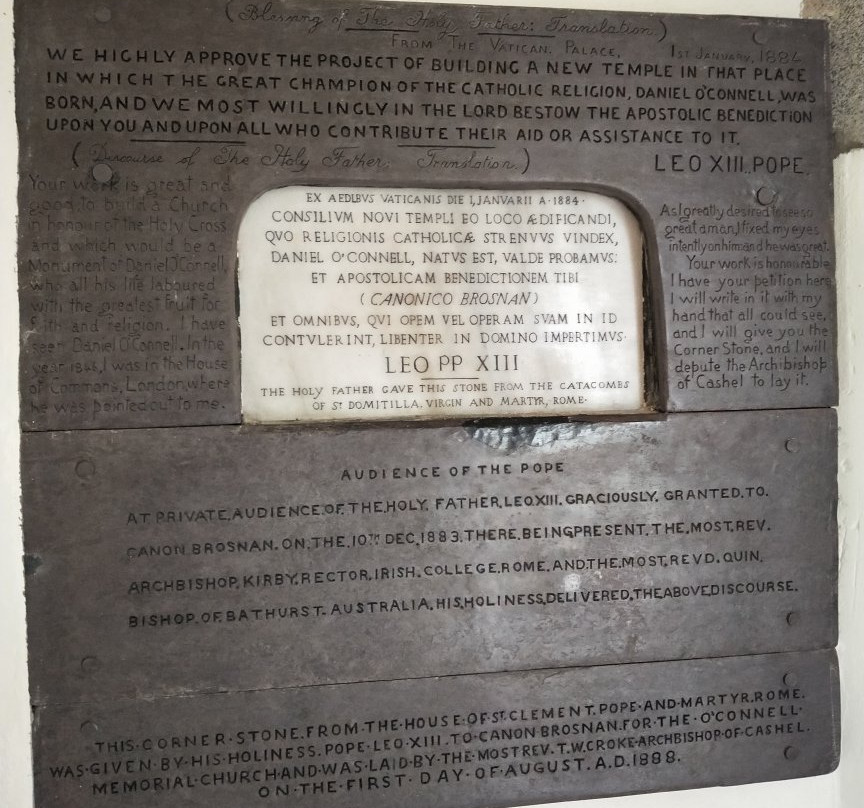 (Blessing of The Holy Father: Translation.)
FROM THE VATICAN. PALACE, 1ST JANUARY, 1884
WE HIGHLY APPROVE THE PROJECT OF BUILDING A NEW TEMPLE IN THAT PLACE
IN WHICH THE GREAT CHAMPION OF THE CATHOLIC RELIGION, DANIEL O'CONNELL, WAS
BORN, AND WE MOST WILLINGLY IN THE LORD BESTOW THE APOSTOLIC BENEDICTION
UPON YOU AND UPON ALL WHO CONTRIBUTE THEIR AID OR ASSISTANCE TO IT.
LEO XIII. POPE.
(Discourse of The Holy Father: Translation.)
Your work is great and
good to build a Church
in honour of the Holy Cross
and which would be a
Monument of Daniel O'Connell,
who all his life laboured
with the greatest fruit for
faith and religion. I have
seen Daniel O'Connell. In the
year 1846, I was in the House
of Commons, London, where
he was pointed out to me.
As I greatly desired to see so
great a man, I fixed my eyes
intently on him and he was great.
Your work is honourable
I have your petition here
I will write in it with my
hand that all could see,
and I will give you the
Corner Stone, and I will
depute the Archbishop
of Cashel to lay it.
EX AEDIBVS VATICANIS DIE 1, JANVARII A·1884·
CONSILIVM NOVI TEMPLI EO LOCO ÆDIFICANDI,
QVO RELIGIONIS CATHOLICÆ STRENVVS VINDEX,
DANIEL O'CONNELL, NATVS EST, VALDE PROBAMVS:
ET APOSTOLICAM BENEDICTIONEM TIBI
(CANONICO BROSNAN)
ET OMNIBVS, QVI OPEM VEL OPERAM SVAM IN ID
CONTVLERINT, LIBENTER IN DOMINO IMPERTIMVS·
LEO PP XIII
THE HOLY FATHER GAVE THIS STONE FROM THE CATACOMBS
OF ST DOMITILLA, VIRGIN AND MARTYR, ROME·
AUDIENCE OF THE POPE
AT PRIVATE. AUDIENCE. OF. THE. HOLY. FATHER. LEO. XIII. GRACIOUSLY. GRANTED. TO.
CANON BROSNAN. ON. THE. 10TH DEC. 1883. THERE. BEING PRESENT. THE. MOST. REV.
ARCHBISHOP. KIRBY. RECTOR. IRISH. COLLEGE. ROME. AND. THE. MOST. REVD. QUIN.
BISHOP. OF. BATHURST. AUSTRALIA. HIS. HOLINESS. DELIVERED. THE ABOVE DISCOURSE.
THIS·CORNER·STONE·FROM·THE·HOUSE·OF·ST.CLEMENT·POPE·AND·MARTYR·ROME.
WAS·GIVEN·BY·HIS·HOLINESS·POPE·LEO·XIII·TO·CANON BROSNAN·FOR·THE·O'CONNELL·
MEMORIAL·CHURCH·AND·WAS·LAID·BY·THE·MOST REV. T.W.CROKE·ARCHBISHOP·OF·CASHEL.
ON·THE·FIRST·DAY·OF·AUGUST.A.D.1888.